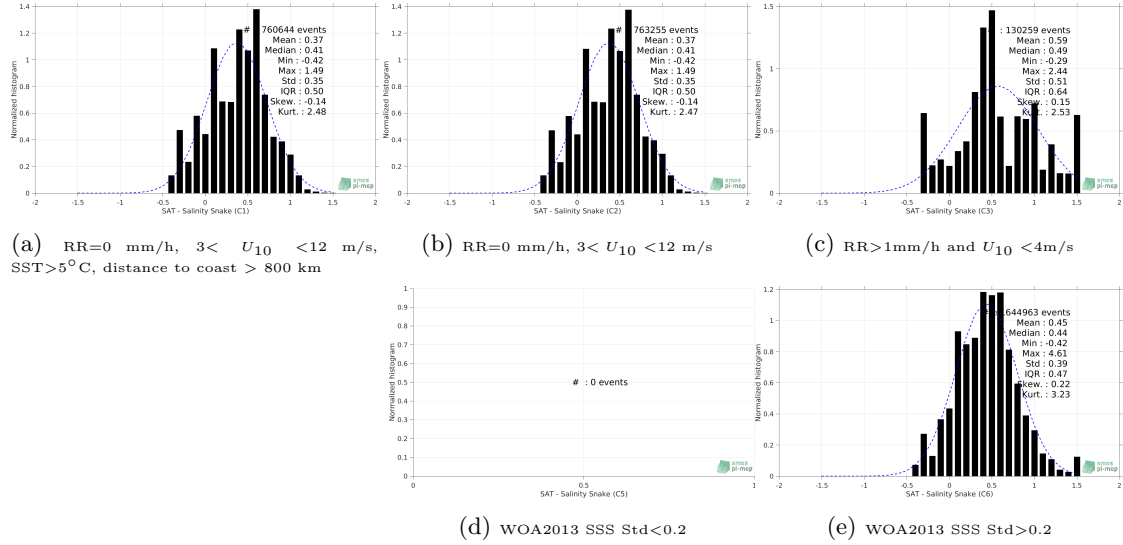 1.4
1.2
1
0.8
0.6
0.4
0.2
0
-2 -1.5 -1 -0.5 0 0.5 1 1.5 2
Normalized histogram
SAT - Salinity Snake (C1)
# 760644 events
Mean : 0.37
Median : 0.41
Min : -0.42
Max : 1.49
Std : 0.35
IQR : 0.50
Skew. : -0.14
Kurt. : 2.48
smos
pi-mep
(a) RR=0 mm/h, 3< U10 <12 m/s,
SST>5°C, distance to coast > 800 km
1.4
1.2
1
0.8
0.6
0.4
0.2
0
-2 -1.5 -1 -0.5 0 0.5 1 1.5 2
Normalized histogram
SAT - Salinity Snake (C2)
# 763255 events
Mean : 0.37
Median : 0.41
Min : -0.42
Max : 1.49
Std : 0.35
IQR : 0.50
Skew. : -0.14
Kurt. : 2.47
smos
pi-mep
(b) RR=0 mm/h, 3< U10 <12 m/s
1.5
1
0.5
0
-2 -1.5 -1 -0.5 0 0.5 1 1.5 2
Normalized histogram
SAT - Salinity Snake (C3)
: 130259 events
Mean : 0.59
Median : 0.49
Min : -0.29
Max : 2.44
Std : 0.51
IQR : 0.64
Skew. : 0.15
Kurt. : 2.53
smos
pi-mep
(c) RR>1mm/h and U10 <4m/s
1
0.9
0.8
0.7
0.6
0.5
0.4
0.3
0.2
0.1
0
0 0.5 1
Normalized histogram
SAT - Salinity Snake (C5)
# : 0 events
smos
pi-mep
(d) WOA2013 SSS Std<0.2
1.2
1
0.8
0.6
0.4
0.2
0
-2 -1.5 -1 -0.5 0 0.5 1 1.5 2
Normalized histogram
SAT - Salinity Snake (C6)
events
Mean : 0.45
Median : 0.44
Min : -0.42
Max : 4.61
Std : 0.39
IQR : 0.47
Skew. : 0.22
Kurt. : 3.23
smos
pi-mep
(e) WOA2013 SSS Std>0.2